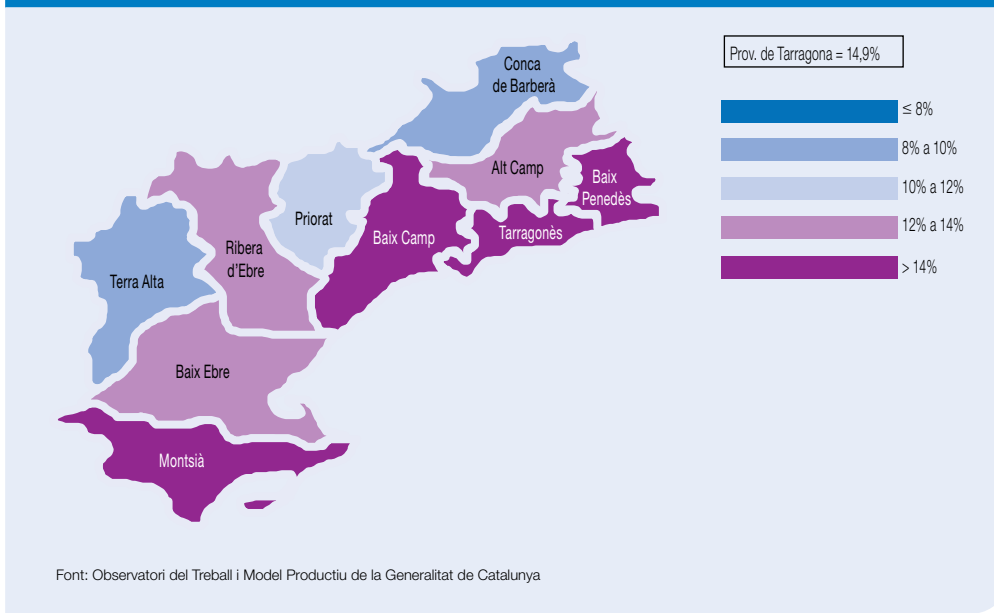 Prov. de Tarragona = 14,9%
≤ 8%
8% a 10%
10% a 12%
12% a 14%
> 14%
Conca
de Barberà
Alt Camp
Baix
Penedès
Priorat
Baix Camp
Tarragonès
Ribera
d'Ebre
Terra Alta
Baix Ebre
Montsià
Font: Observatori del Treball i Model Productiu de la Generalitat de Catalunya